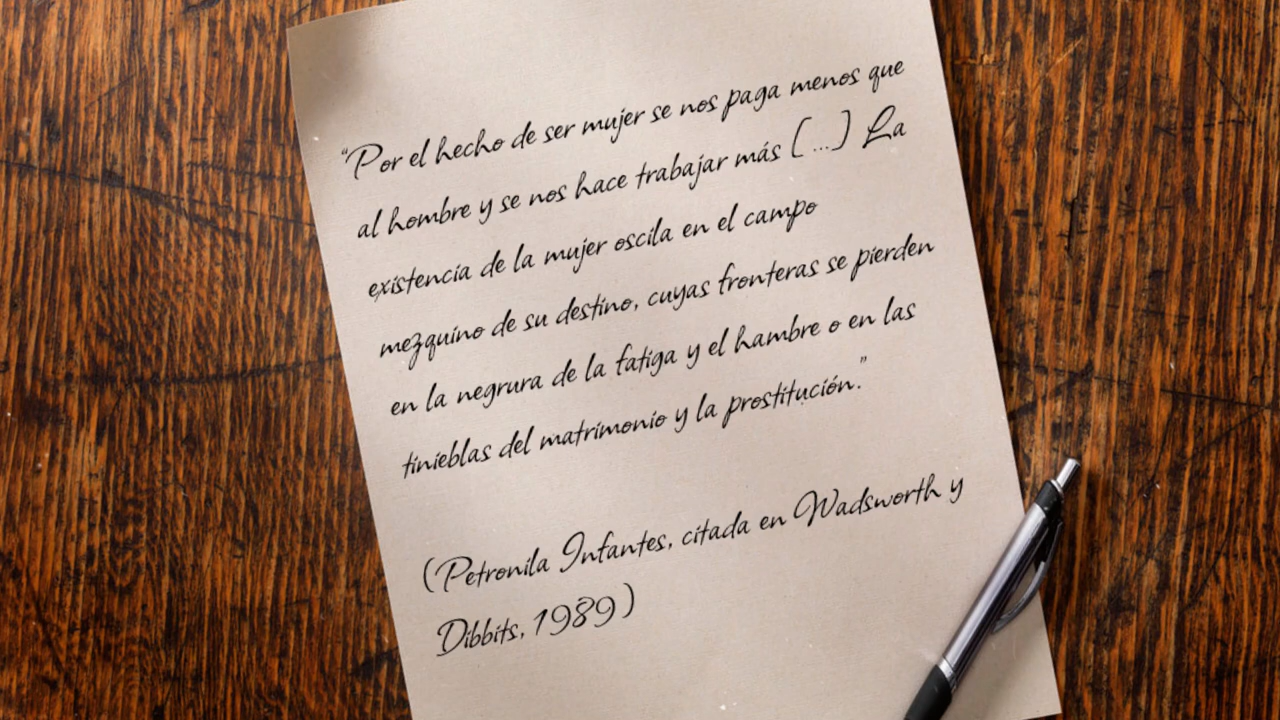 “Por el hecho de ser mujer se nos paga menos que
al hombre y se nos hace trabajar más (...) La
existencia de la mujer oscila en el campo
mezquino de su destino, cuyas fronteras se pierden
en la negrura de la fatiga y el hambre o en las
tinieblas del matrimonio y la prostitución.”
(Petronila Infantes, citada en Wadsworth y
Dibbits, 1989)